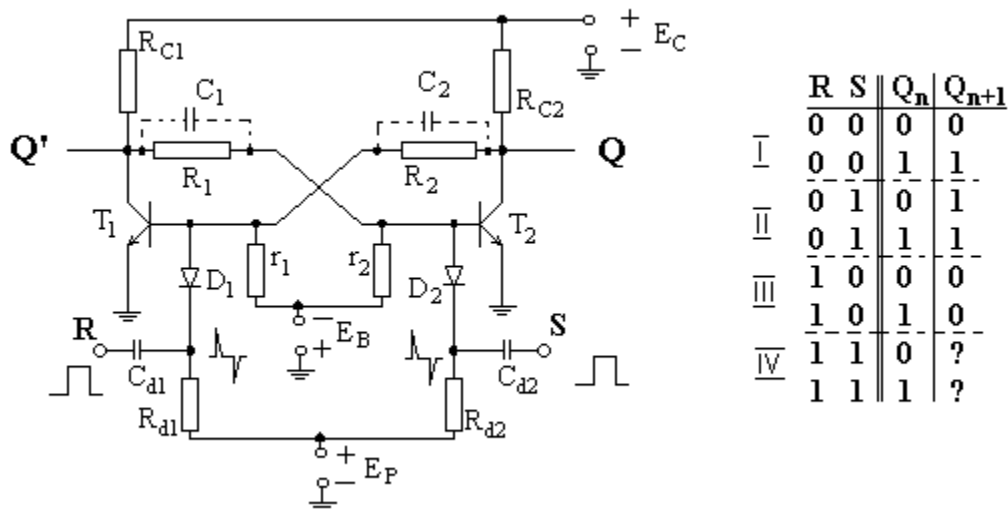 R_C1
+
−
E_C
C_1
C_2
R_C2
Q'
R_1
R_2
Q
T_1
T_2
r_1
r_2
D_1
D_2
−
+
E_B
R
S
C_d1
C_d2
R_d1
R_d2
+
−
E_P
R S Q_n Q_n+1
I
0 0 0 0
0 0 1 1
II
0 1 0 1
0 1 1 1
III
1 0 0 0
1 0 1 0
IV
1 1 0 ?
1 1 1 ?